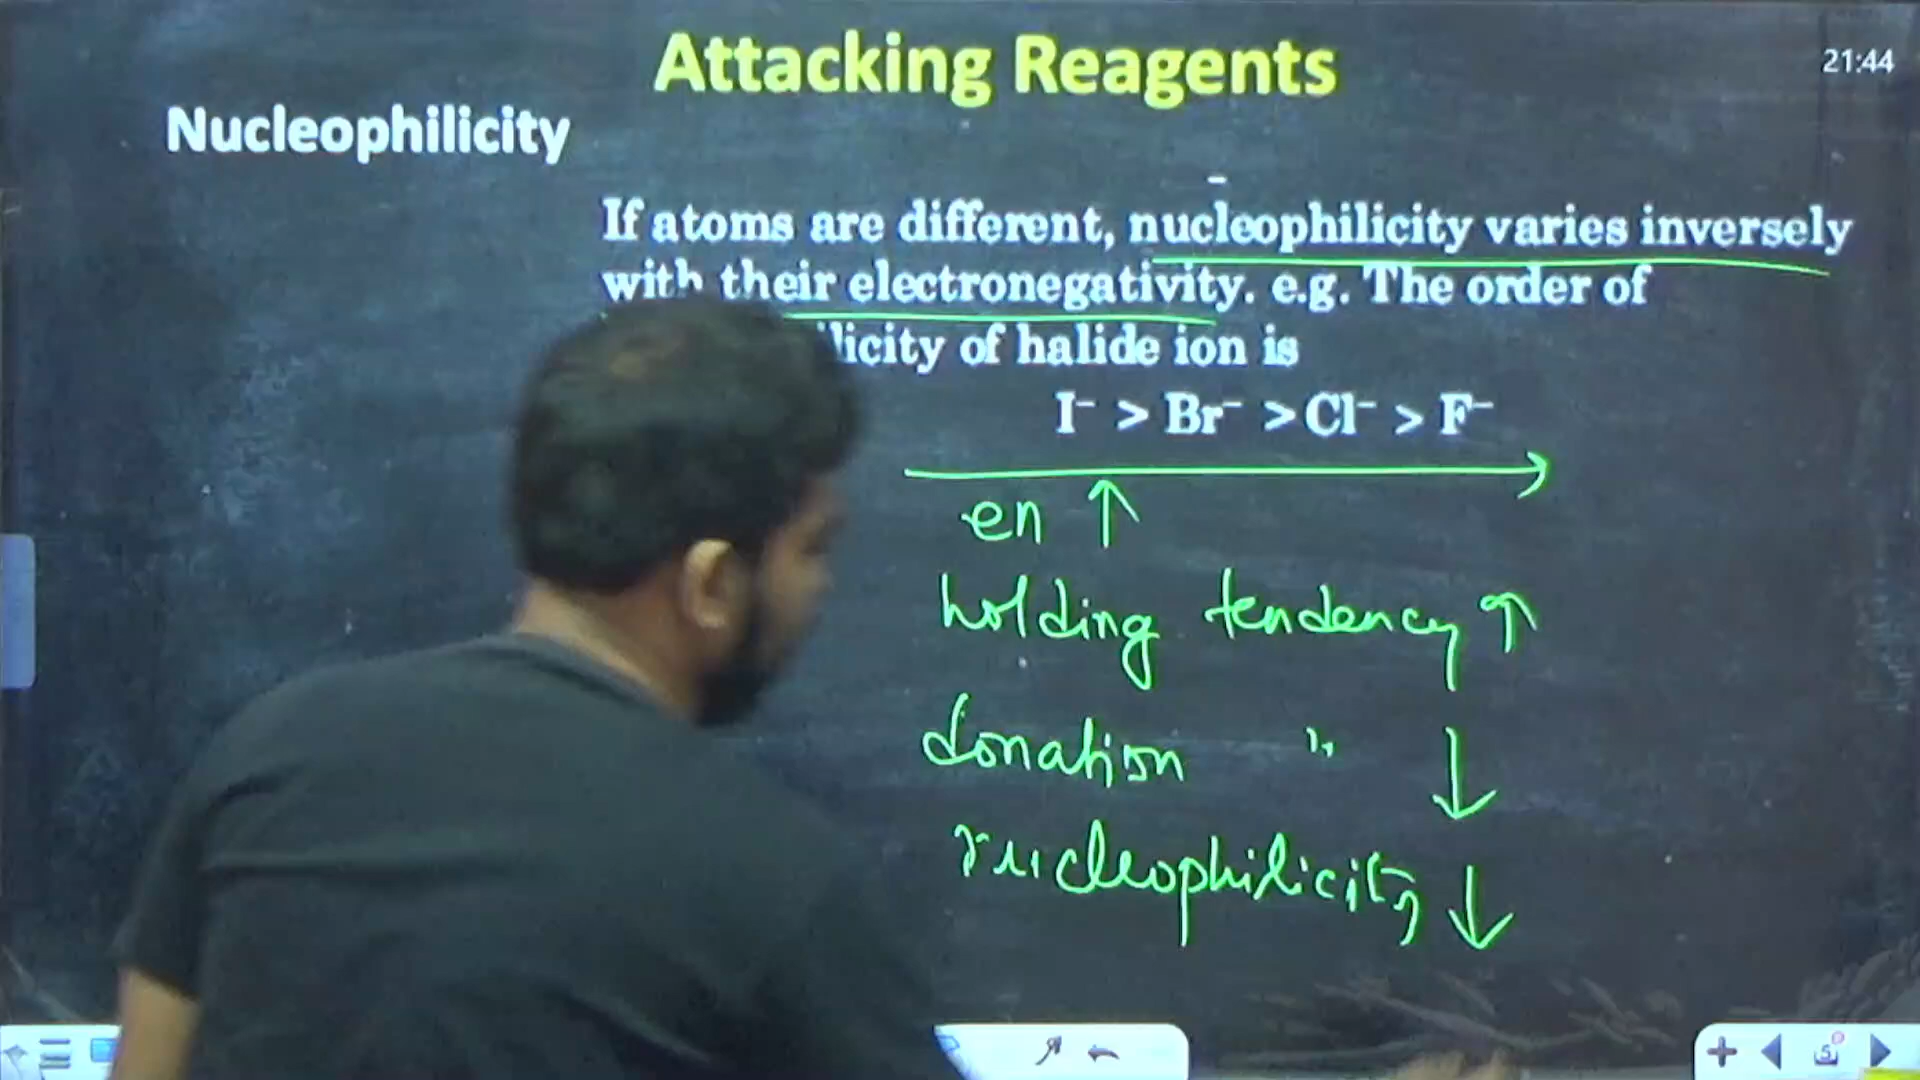 Attacking Reagents
21:44
Nucleophilicity
If atoms are different, nucleophilicity varies inversely
with their electronegativity. e.g. The order of
licity of halide ion is
I⁻ > Br⁻ > Cl⁻ > F⁻
en ↑
holding tendency ↑
donation " ↓
nucleophilicity ↓
5